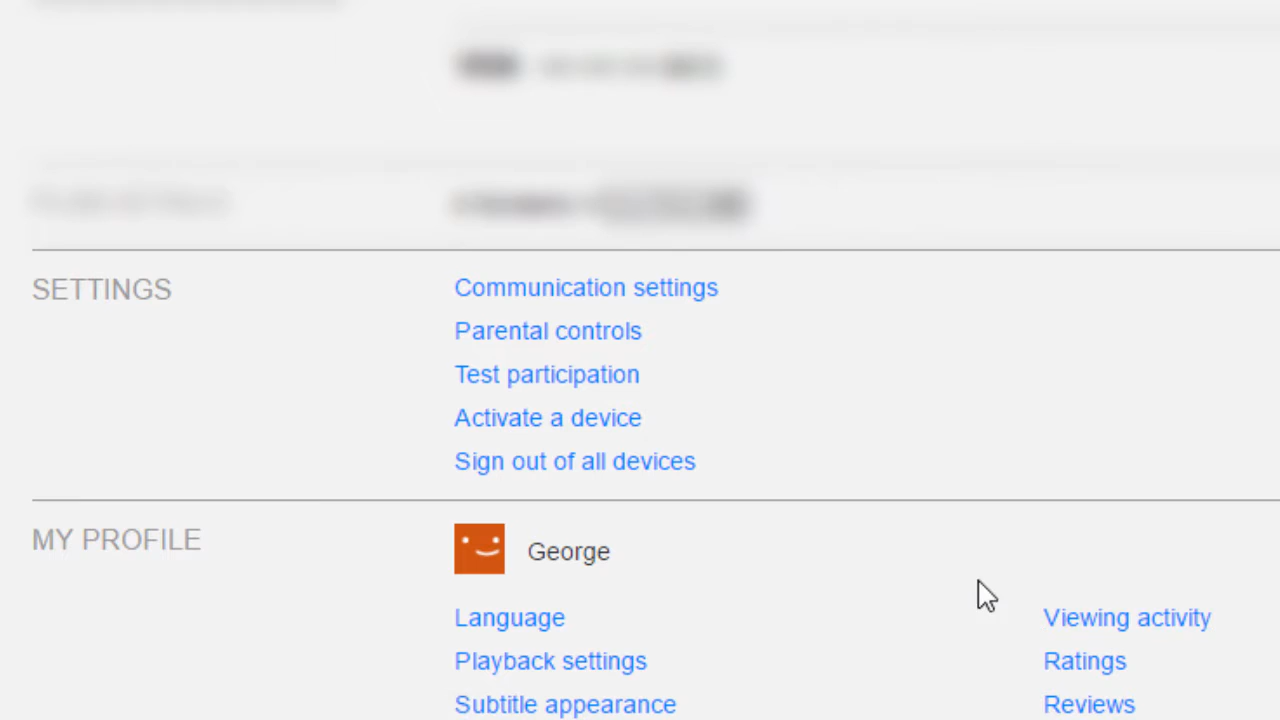 SETTINGS
Communication settings
Parental controls
Test participation
Activate a device
Sign out of all devices
MY PROFILE
George
Language
Viewing activity
Playback settings
Ratings
Subtitle appearance
Reviews